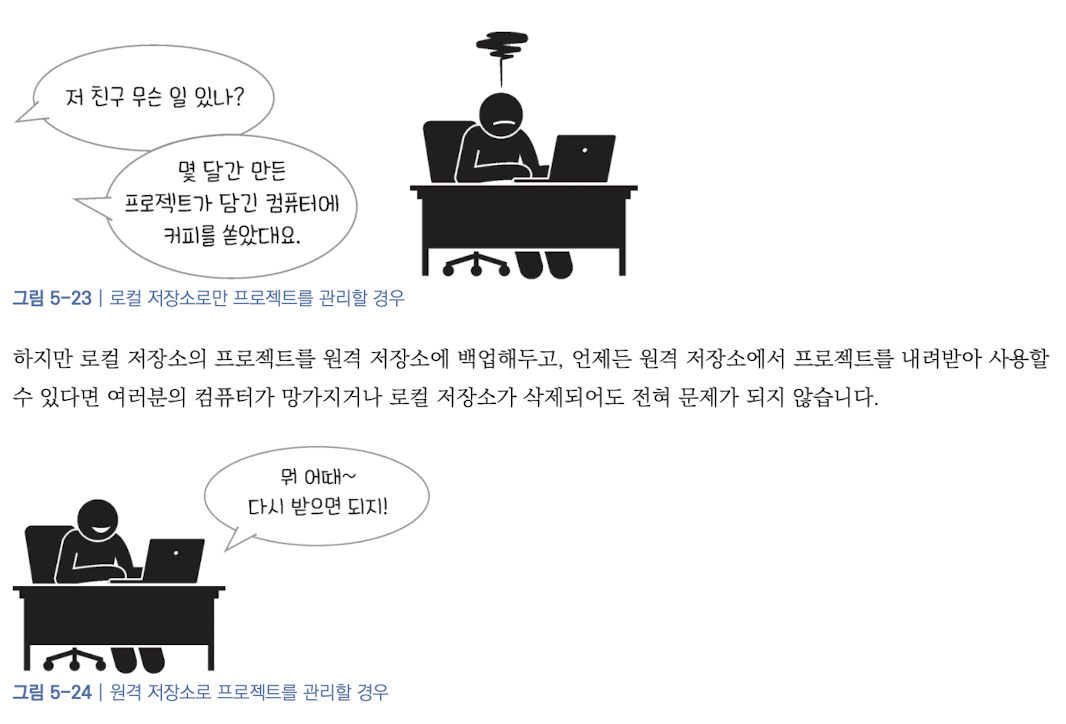 저 친구 무슨 일 있나?
몇 달간 만든
프로젝트가 담긴 컴퓨터에
커피를 쏟았대요.
그림 5-23 | 로컬 저장소로만 프로젝트를 관리할 경우
하지만 로컬 저장소의 프로젝트를 원격 저장소에 백업해두고, 언제든 원격 저장소에서 프로젝트를 내려받아 사용할
수 있다면 여러분의 컴퓨터가 망가지거나 로컬 저장소가 삭제되어도 전혀 문제가 되지 않습니다.
뭐 어때~
다시 받으면 되지!
그림 5-24 | 원격 저장소로 프로젝트를 관리할 경우